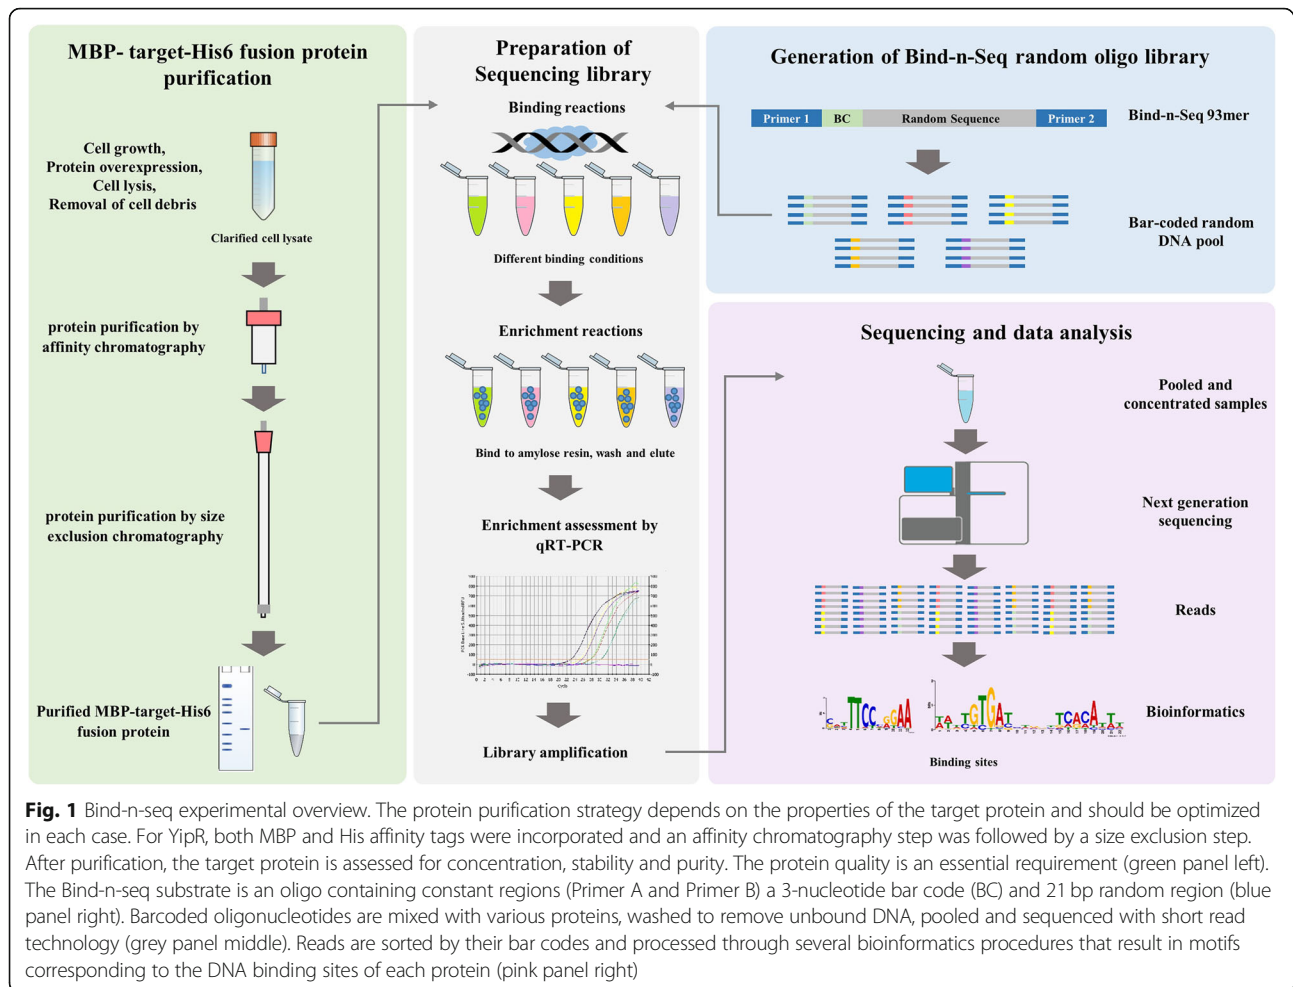 MBP- target-His6 fusion protein
purification
Cell growth,
Protein overexpression,
Cell lysis,
Removal of cell debris
Clarified cell lysate
protein purification by
affinity chromatography
protein purification by size
exclusion chromatography
Purified MBP-target-His6
fusion protein
Preparation of
Sequencing library
Binding reactions
Different binding conditions
Enrichment reactions
Bind to amylose resin, wash and elute
Enrichment assessment by
qRT-PCR
Library amplification
Generation of Bind-n-Seq random oligo library
Primer 1 BC Random Sequence Primer 2
Bind-n-Seq 93mer
Bar-coded random
DNA pool
Sequencing and data analysis
Pooled and
concentrated samples
Next generation
sequencing
Reads
Bioinformatics
Binding sites
Fig. 1 Bind-n-seq experimental overview. The protein purification strategy depends on the properties of the target protein and should be optimized
in each case. For YipR, both MBP and His affinity tags were incorporated and an affinity chromatography step was followed by a size exclusion step.
After purification, the target protein is assessed for concentration, stability and purity. The protein quality is an essential requirement (green panel left).
The Bind-n-seq substrate is an oligo containing constant regions (Primer A and Primer B) a 3-nucleotide bar code (BC) and 21 bp random region (blue
panel right). Barcoded oligonucleotides are mixed with various proteins, washed to remove unbound DNA, pooled and sequenced with short read
technology (grey panel middle). Reads are sorted by their bar codes and processed through several bioinformatics procedures that result in motifs
corresponding to the DNA binding sites of each protein (pink panel right)